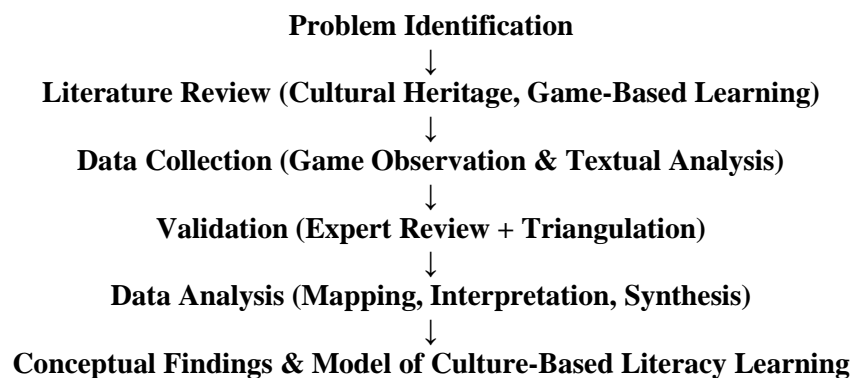 Problem Identification
↓
Literature Review (Cultural Heritage, Game-Based Learning)
↓
Data Collection (Game Observation & Textual Analysis)
↓
Validation (Expert Review + Triangulation)
↓
Data Analysis (Mapping, Interpretation, Synthesis)
↓
Conceptual Findings & Model of Culture-Based Literacy Learning